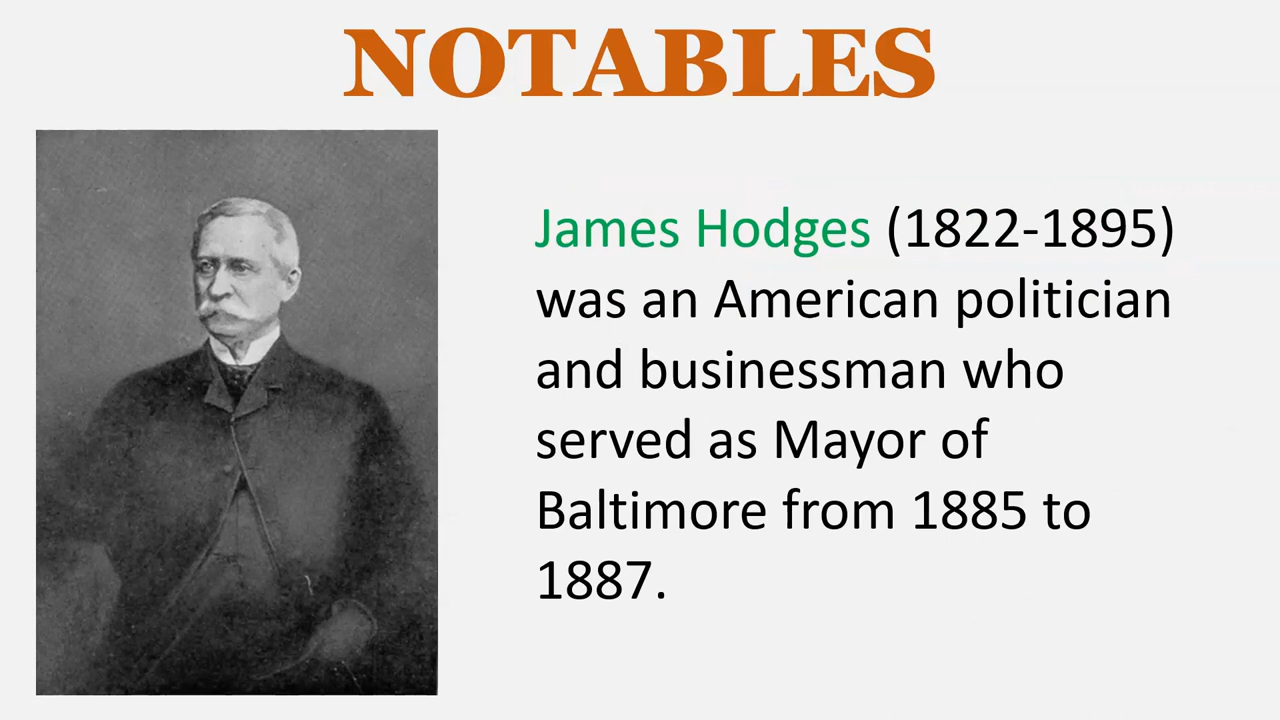 NOTABLES
James Hodges (1822-1895)
was an American politician
and businessman who
served as Mayor of
Baltimore from 1885 to
1887.